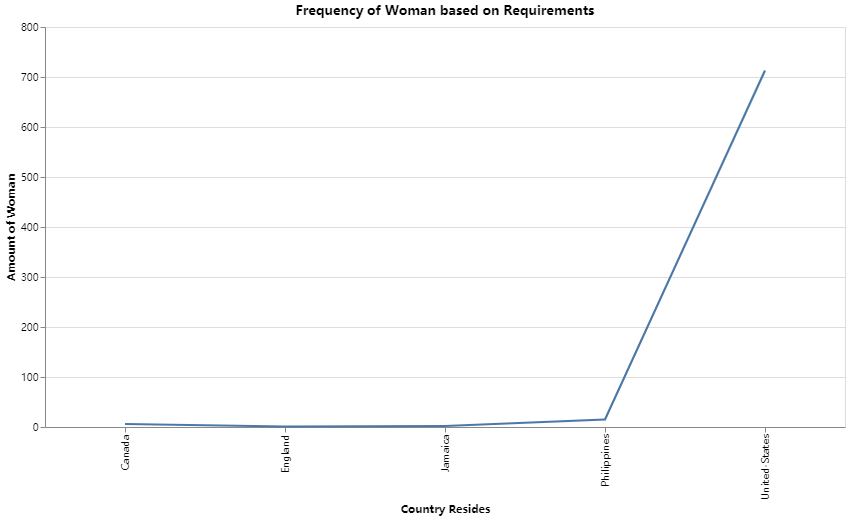 Frequency of Woman based on Requirements
800
700
600
500
400
300
200
100
0
Amount of Woman
Canada
England
Jamaica
Philippines
United-States
Country Resides